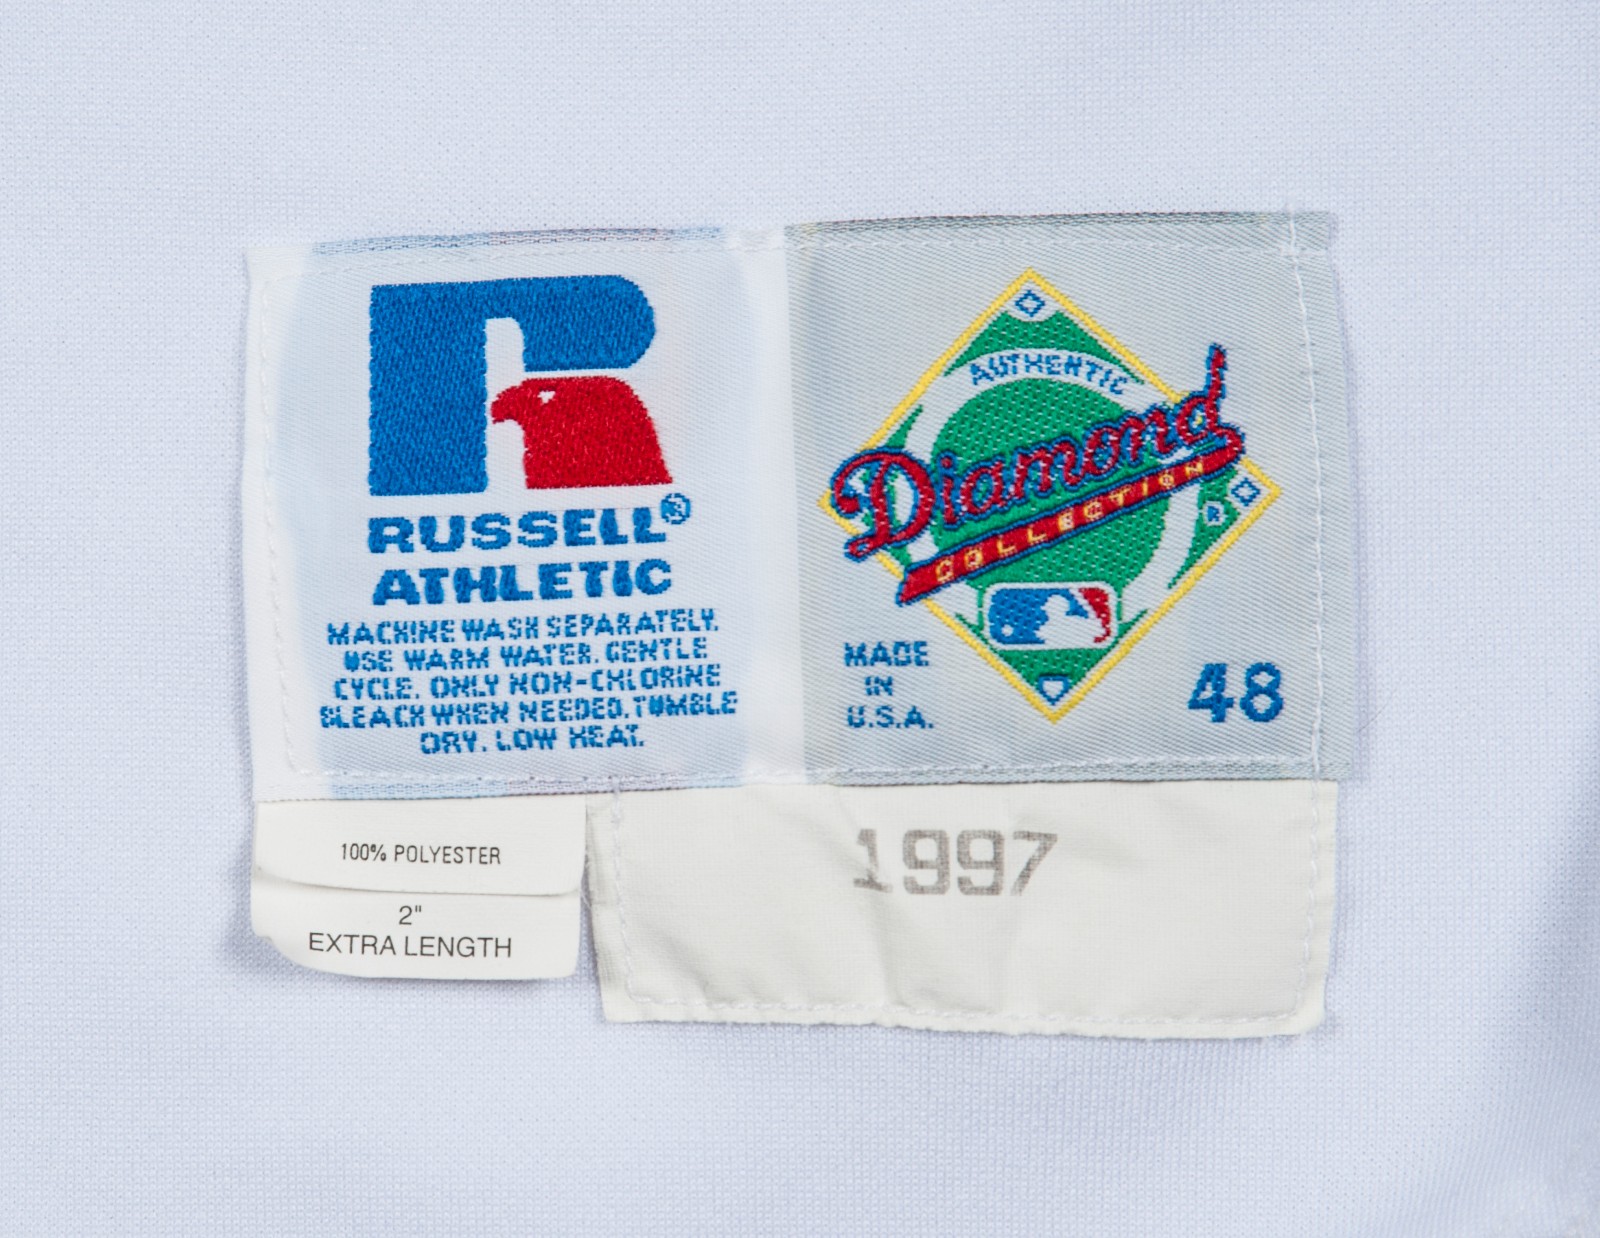 RUSSELL®
ATHLETIC
MACHINE WASH SEPARATELY.
USE WARM WATER. GENTLE
CYCLE. ONLY NON-CHLORINE
BLEACH WHEN NEEDED. TUMBLE
DRY. LOW HEAT.
AUTHENTIC
Diamond
COLLECTION
®
MADE
IN
U.S.A.
48
100% POLYESTER
2"
EXTRA LENGTH
1997